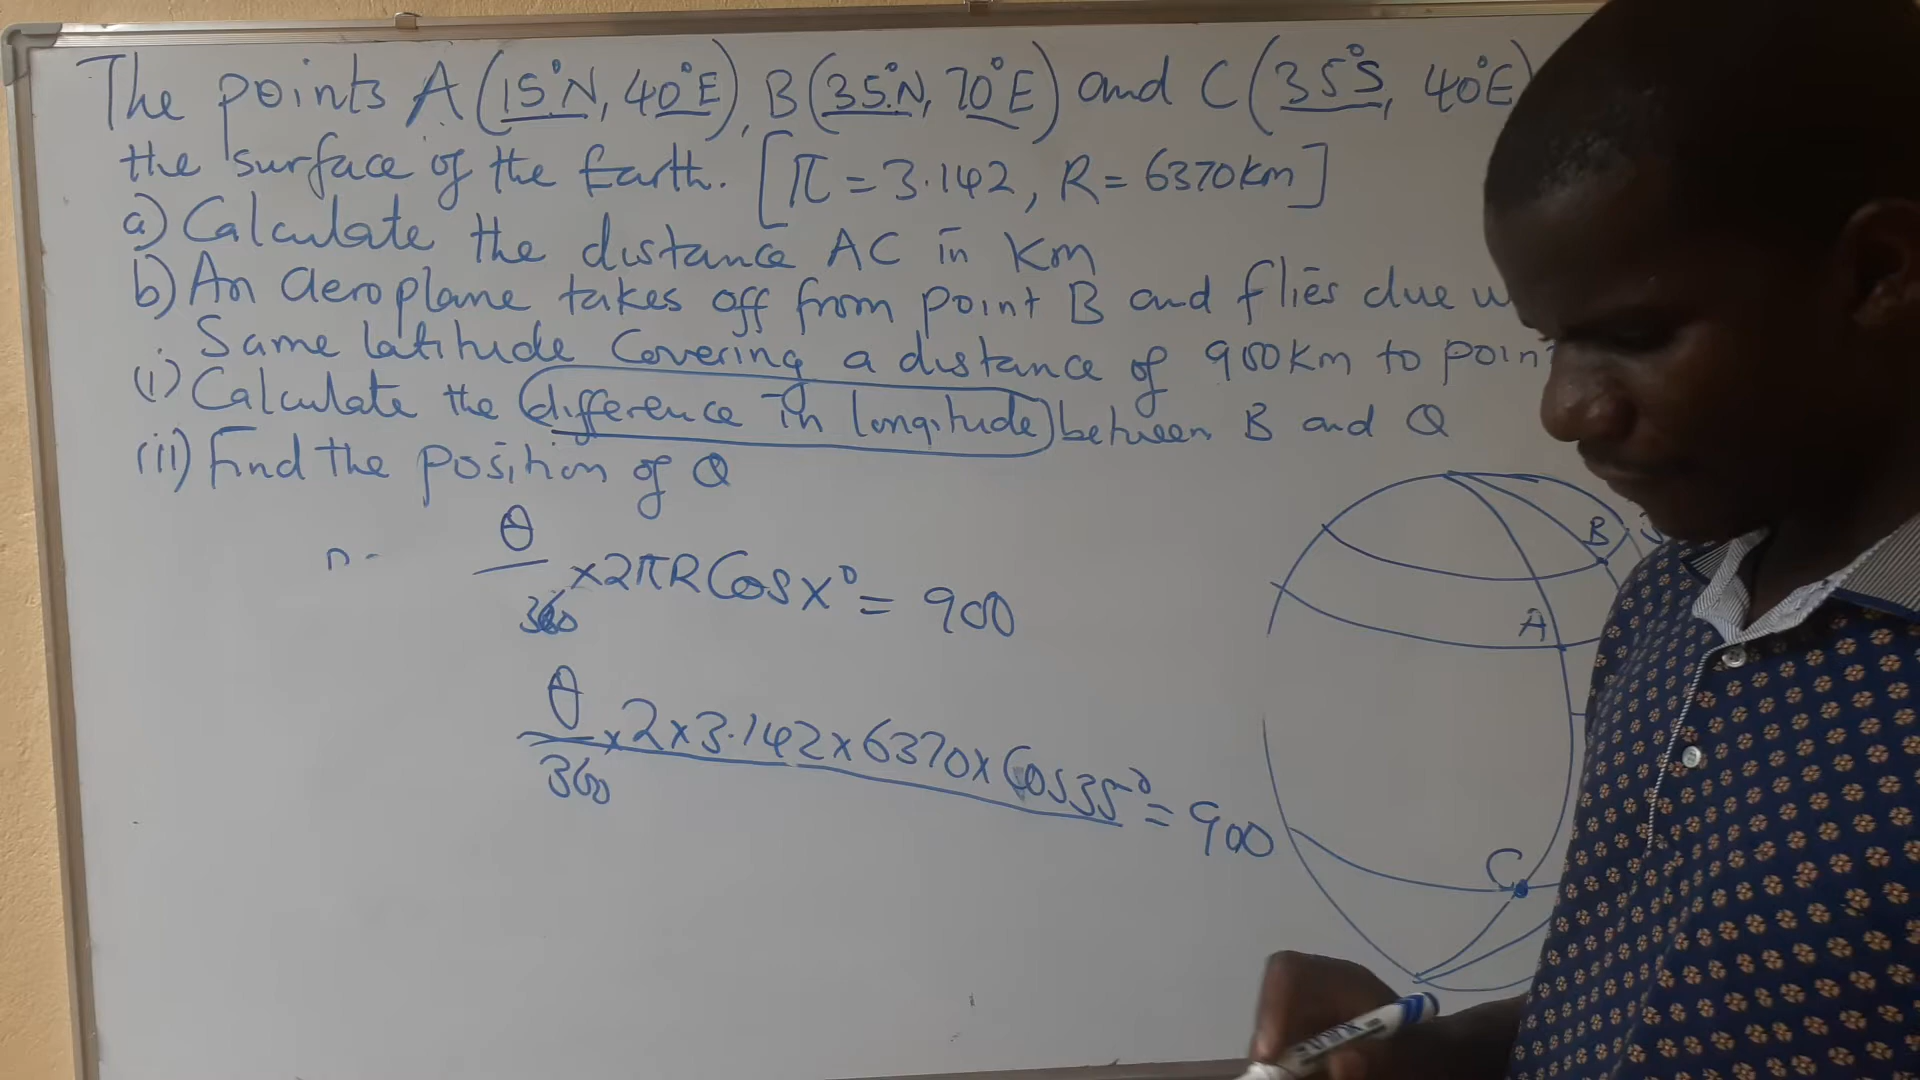 The points A (15°N, 40°E), B (35°N, 70°E) and C (35°S, 40°E)
the surface of the Earth. [π = 3.142, R = 6370km]
a) Calculate the distance AC in Km
b) An aeroplane takes off from point B and flies due
Same latitude Covering a distance of 900km to point
(i) Calculate the difference in longitude between B and Q
(ii) Find the position of Q
θ/360 × 2πR Cos x° = 900
θ/360 × 2 × 3.142 × 6370 × Cos 35° = 900
B
A
C